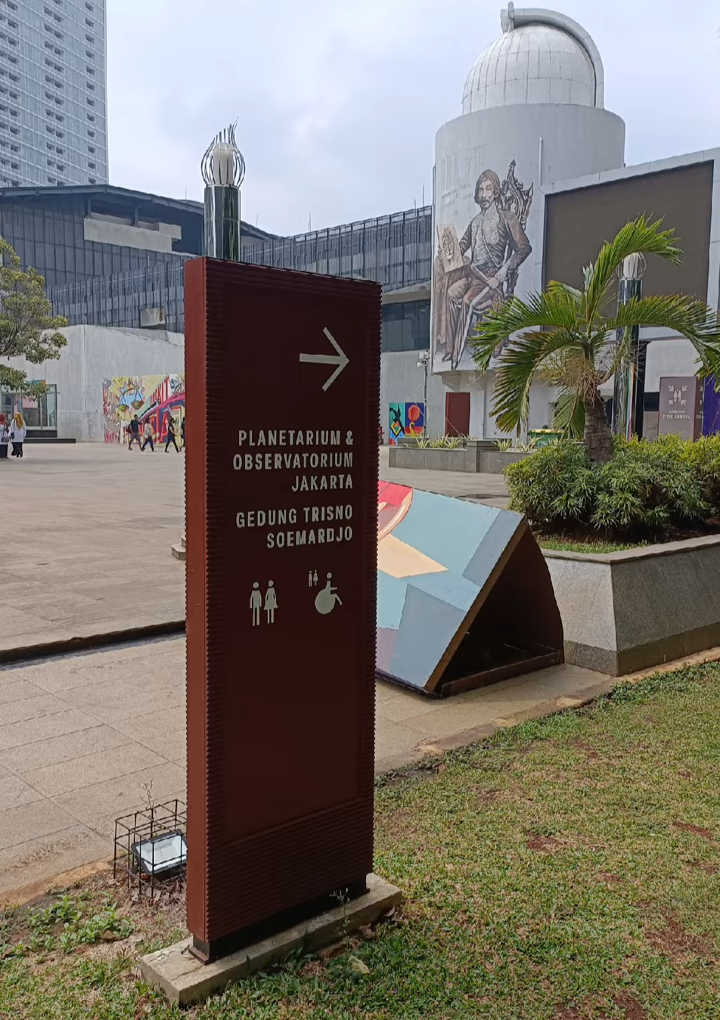 PLANETARIUM &
OBSERVATORIUM
JAKARTA
GEDUNG TRISNO
SOEMARDJO